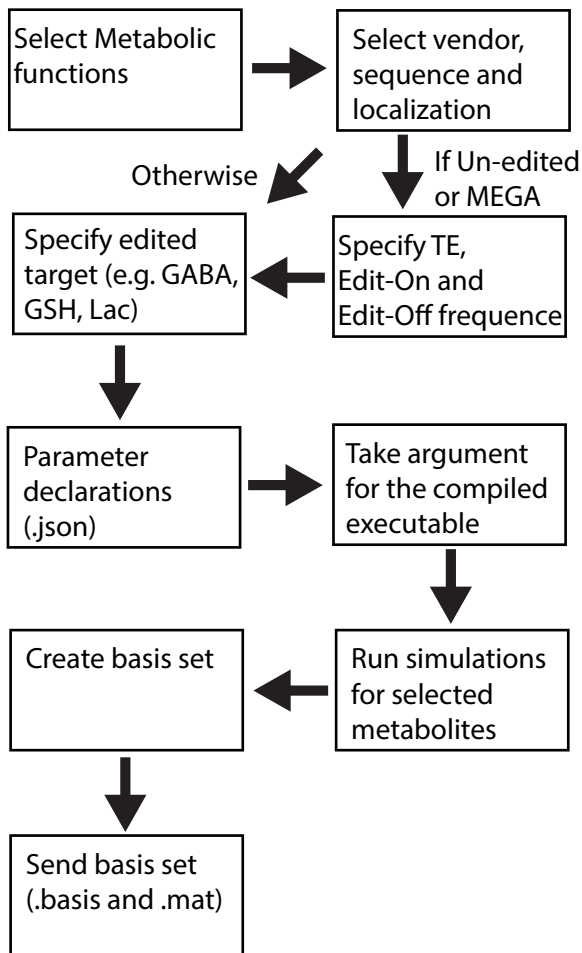 Select Metabolic
functions
Select vendor,
sequence and
localization
Otherwise
If Un-edited
or MEGA
Specify edited
target (e.g. GABA,
GSH, Lac)
Specify TE,
Edit-On and
Edit-Off frequence
Parameter
declarations
(.json)
Take argument
for the compiled
executable
Create basis set
Run simulations
for selected
metabolites
Send basis set
(.basis and .mat)